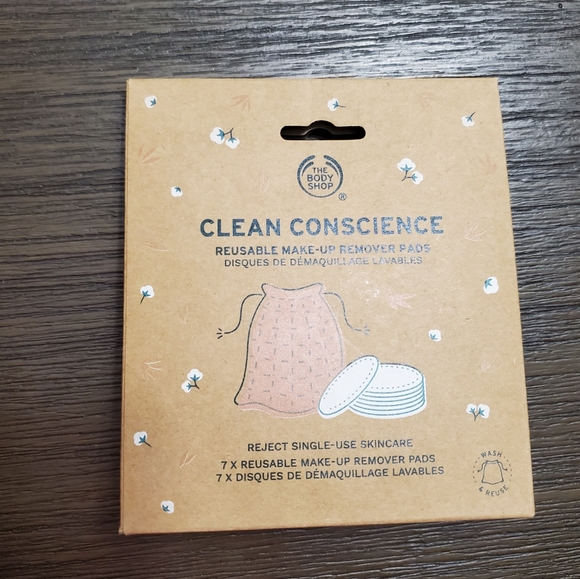 THE
BODY
SHOP
®
CLEAN CONSCIENCE
REUSABLE MAKE-UP REMOVER PADS
DISQUES DE DÉMAQUILLAGE LAVABLES
REJECT SINGLE-USE SKINCARE
7 X REUSABLE MAKE-UP REMOVER PADS
7 X DISQUES DE DÉMAQUILLAGE LAVABLES
WASH
& REUSE